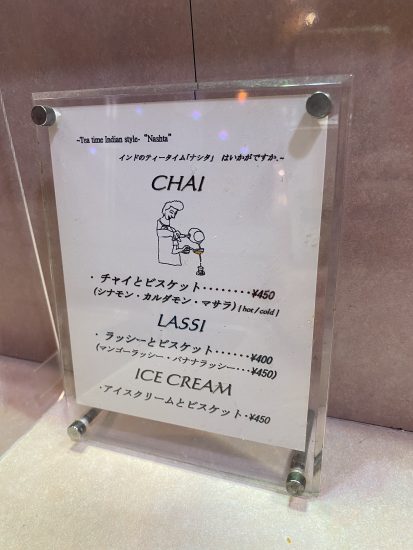 ~Tea time Indian style- "Nashta"
インドのティータイム「ナシタ」 はいかがですか.~
CHAI
・チャイとビスケット・・・・・・・・¥450
(シナモン・カルダモン・マサラ) [hot / cold]
LASSI
・ラッシーとビスケット・・・・・・¥400
(マンゴーラッシー・バナナラッシー・・・¥450)
ICE CREAM
・アイスクリームとビスケット・¥450